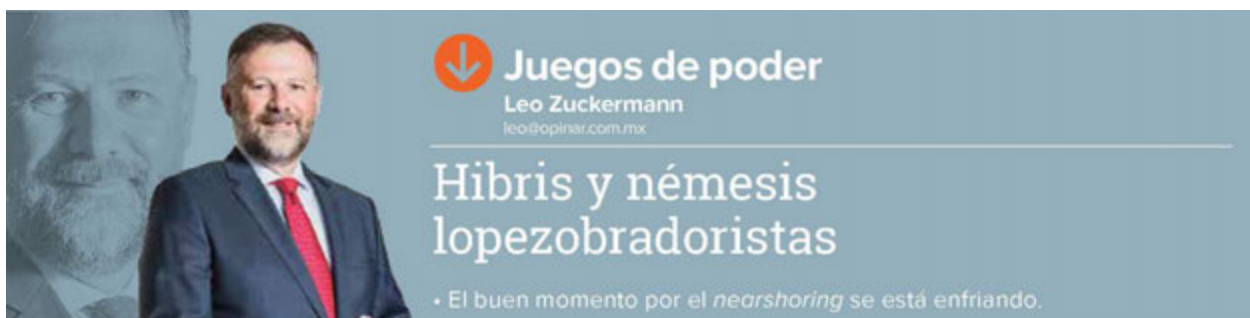 Juegos de poder
Leo Zuckermann
leo@opinar.com.mx
Hibris y némesis
lopezobradoristas
• El buen momento por el nearshoring se está enfriando.